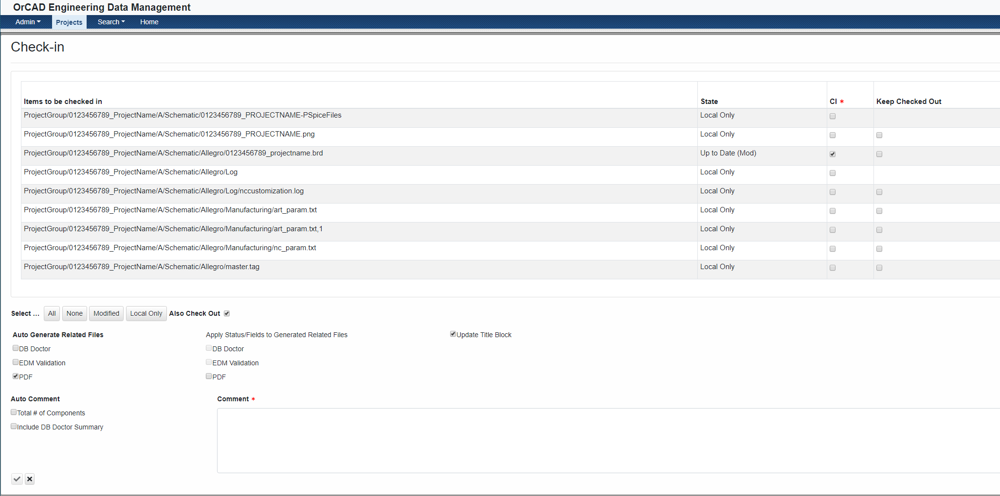 OrCAD Engineering Data Management
Admin Projects Search Home
Check-in
Items to be checked in State CI * Keep Checked Out
ProjectGroup/0123456789_ProjectName/A/Schematic/0123456789_PROJECTNAME-PSpiceFiles Local Only
ProjectGroup/0123456789_ProjectName/A/Schematic/0123456789_PROJECTNAME.png Local Only
ProjectGroup/0123456789_ProjectName/A/Schematic/Allegro/0123456789_projectname.brd Up to Date (Mod)
ProjectGroup/0123456789_ProjectName/A/Schematic/Allegro/Log Local Only
ProjectGroup/0123456789_ProjectName/A/Schematic/Allegro/Log/nccustomization.log Local Only
ProjectGroup/0123456789_ProjectName/A/Schematic/Allegro/Manufacturing/art_param.txt Local Only
ProjectGroup/0123456789_ProjectName/A/Schematic/Allegro/Manufacturing/art_param.txt,1 Local Only
ProjectGroup/0123456789_ProjectName/A/Schematic/Allegro/Manufacturing/nc_param.txt Local Only
ProjectGroup/0123456789_ProjectName/A/Schematic/Allegro/master.tag Local Only
Select ... All None Modified Local Only Also Check Out
Auto Generate Related Files Apply Status/Fields to Generated Related Files Update Title Block
DB Doctor DB Doctor
EDM Validation EDM Validation
PDF PDF
Auto Comment Comment *
Total # of Components
Include DB Doctor Summary